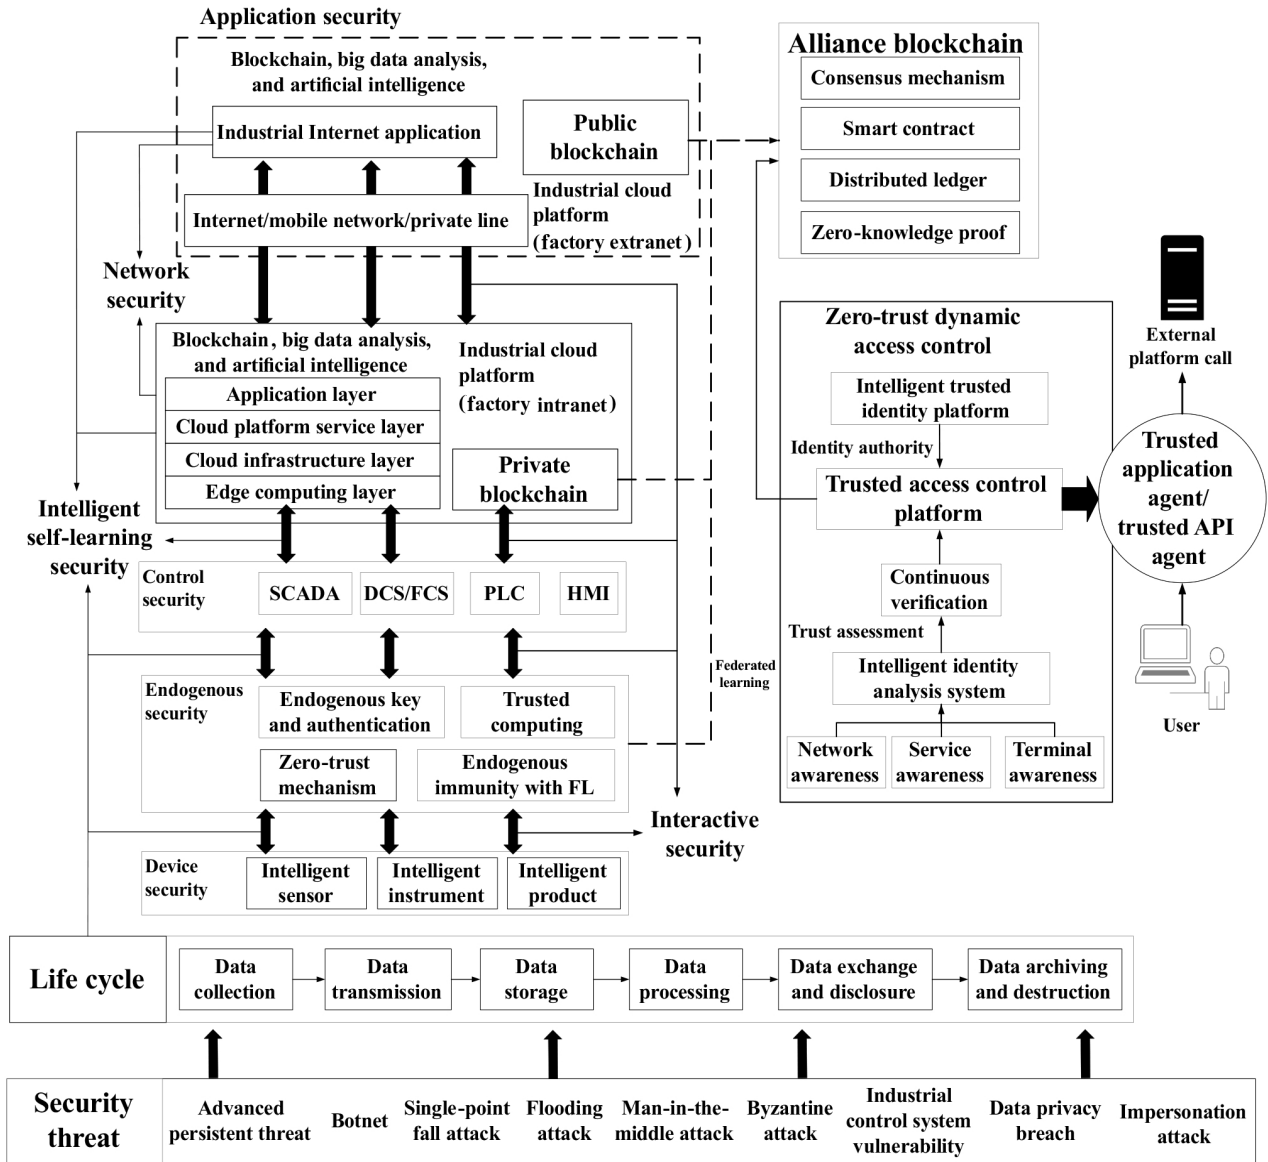 Application security
Blockchain, big data analysis,
and artificial intelligence
Industrial Internet application
Public
blockchain
Internet/mobile network/private line
Industrial cloud
platform
(factory extranet)
Network
security
Blockchain, big data analysis,
and artificial intelligence
Application layer
Cloud platform service layer
Cloud infrastructure layer
Edge computing layer
Industrial cloud
platform
(factory intranet)
Private
blockchain
Intelligent
self-learning
security
Control
security
SCADA
DCS/FCS
PLC
HMI
Endogenous
security
Endogenous key
and authentication
Trusted
computing
Zero-trust
mechanism
Endogenous
immunity with FL
Federated
learning
Interactive
security
Device
security
Intelligent
sensor
Intelligent
instrument
Intelligent
product
Alliance blockchain
Consensus mechanism
Smart contract
Distributed ledger
Zero-knowledge proof
Zero-trust dynamic
access control
Intelligent trusted
identity platform
Identity authority
Trusted access control
platform
Continuous
verification
Trust assessment
Intelligent identity
analysis system
Network
awareness
Service
awareness
Terminal
awareness
External
platform call
Trusted
application
agent/
trusted API
agent
User
Life cycle
Data
collection
Data
transmission
Data
storage
Data
processing
Data exchange
and disclosure
Data archiving
and destruction
Security
threat
Advanced
persistent threat
Botnet
Single-point
fall attack
Flooding
attack
Man-in-the-
middle attack
Byzantine
attack
Industrial
control system
vulnerability
Data privacy
breach
Impersonation
attack